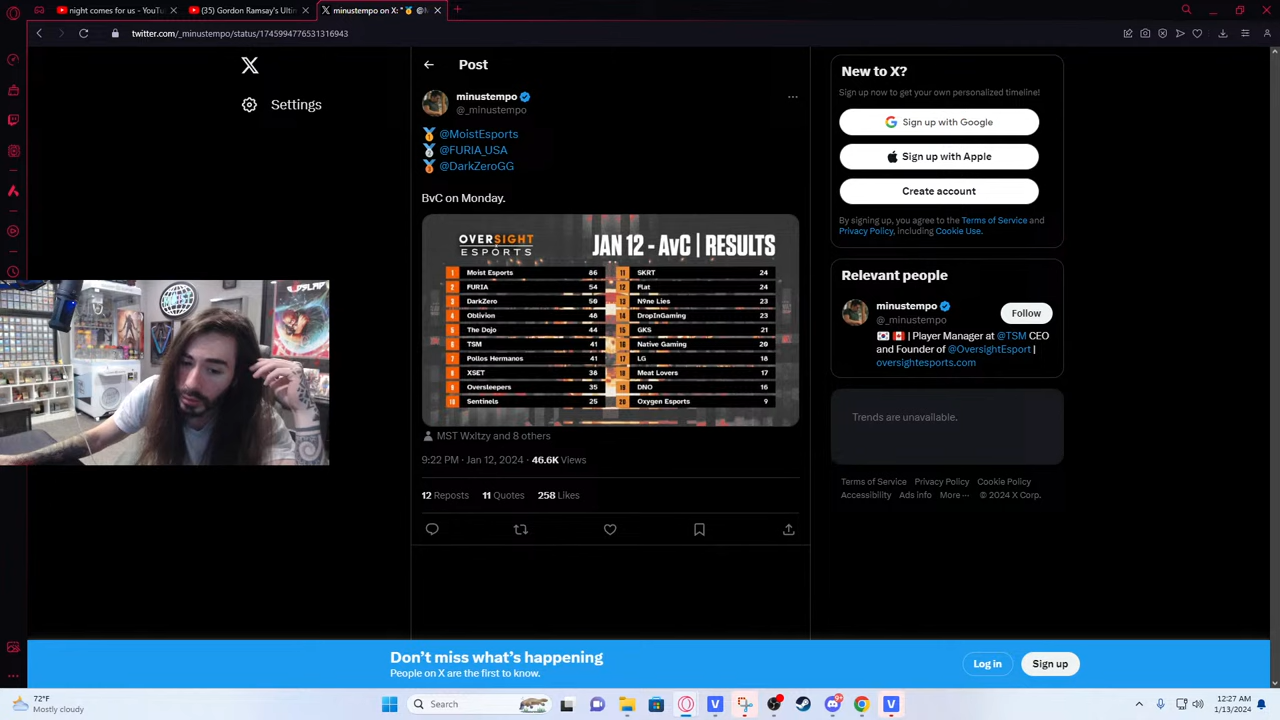 night comes for us - YouTu
(35) Gordon Ramsay's Ultin
minustempo on X: "🥇 @M
twitter.com/_minustempo/status/1745994776531316943
Settings
Post
minustempo
@_minustempo
🥇 @MoistEsports
🥈 @FURIA_USA
🥉 @DarkZeroGG
BvC on Monday.
OVERSIGHT
ESPORTS
JAN 12 - AvC | RESULTS
1 Moist Esports 86
2 FURIA 54
3 DarkZero 50
4 Oblivion 48
5 The Dojo 44
6 TSM 41
7 Pollos Hermanos 41
8 XSET 38
9 Oversleepers 35
10 Sentinels 25
11 SKRT 24
12 Flat 24
13 N9ne Lies 23
14 DropInGaming 23
15 GKS 21
16 Native Gaming 20
17 LG 18
18 Meat Lovers 17
19 DNO 16
20 Oxygen Esports 9
MST Wxltzy and 8 others
9:22 PM · Jan 12, 2024 · 46.6K Views
12 Reposts 11 Quotes 258 Likes
New to X?
Sign up now to get your own personalized timeline!
Sign up with Google
Sign up with Apple
Create account
By signing up, you agree to the Terms of Service and
Privacy Policy, including Cookie Use.
Relevant people
minustempo
@_minustempo
Follow
🇰🇷 🇨🇦 | Player Manager at @TSM CEO
and Founder of @OversightEsport |
oversightesports.com
Trends are unavailable.
Terms of Service Privacy Policy Cookie Policy
Accessibility Ads info More ··· © 2024 X Corp.
Don't miss what's happening
People on X are the first to know.
Log in
Sign up
72°F
Mostly cloudy
Search
12:27 AM
1/13/2024